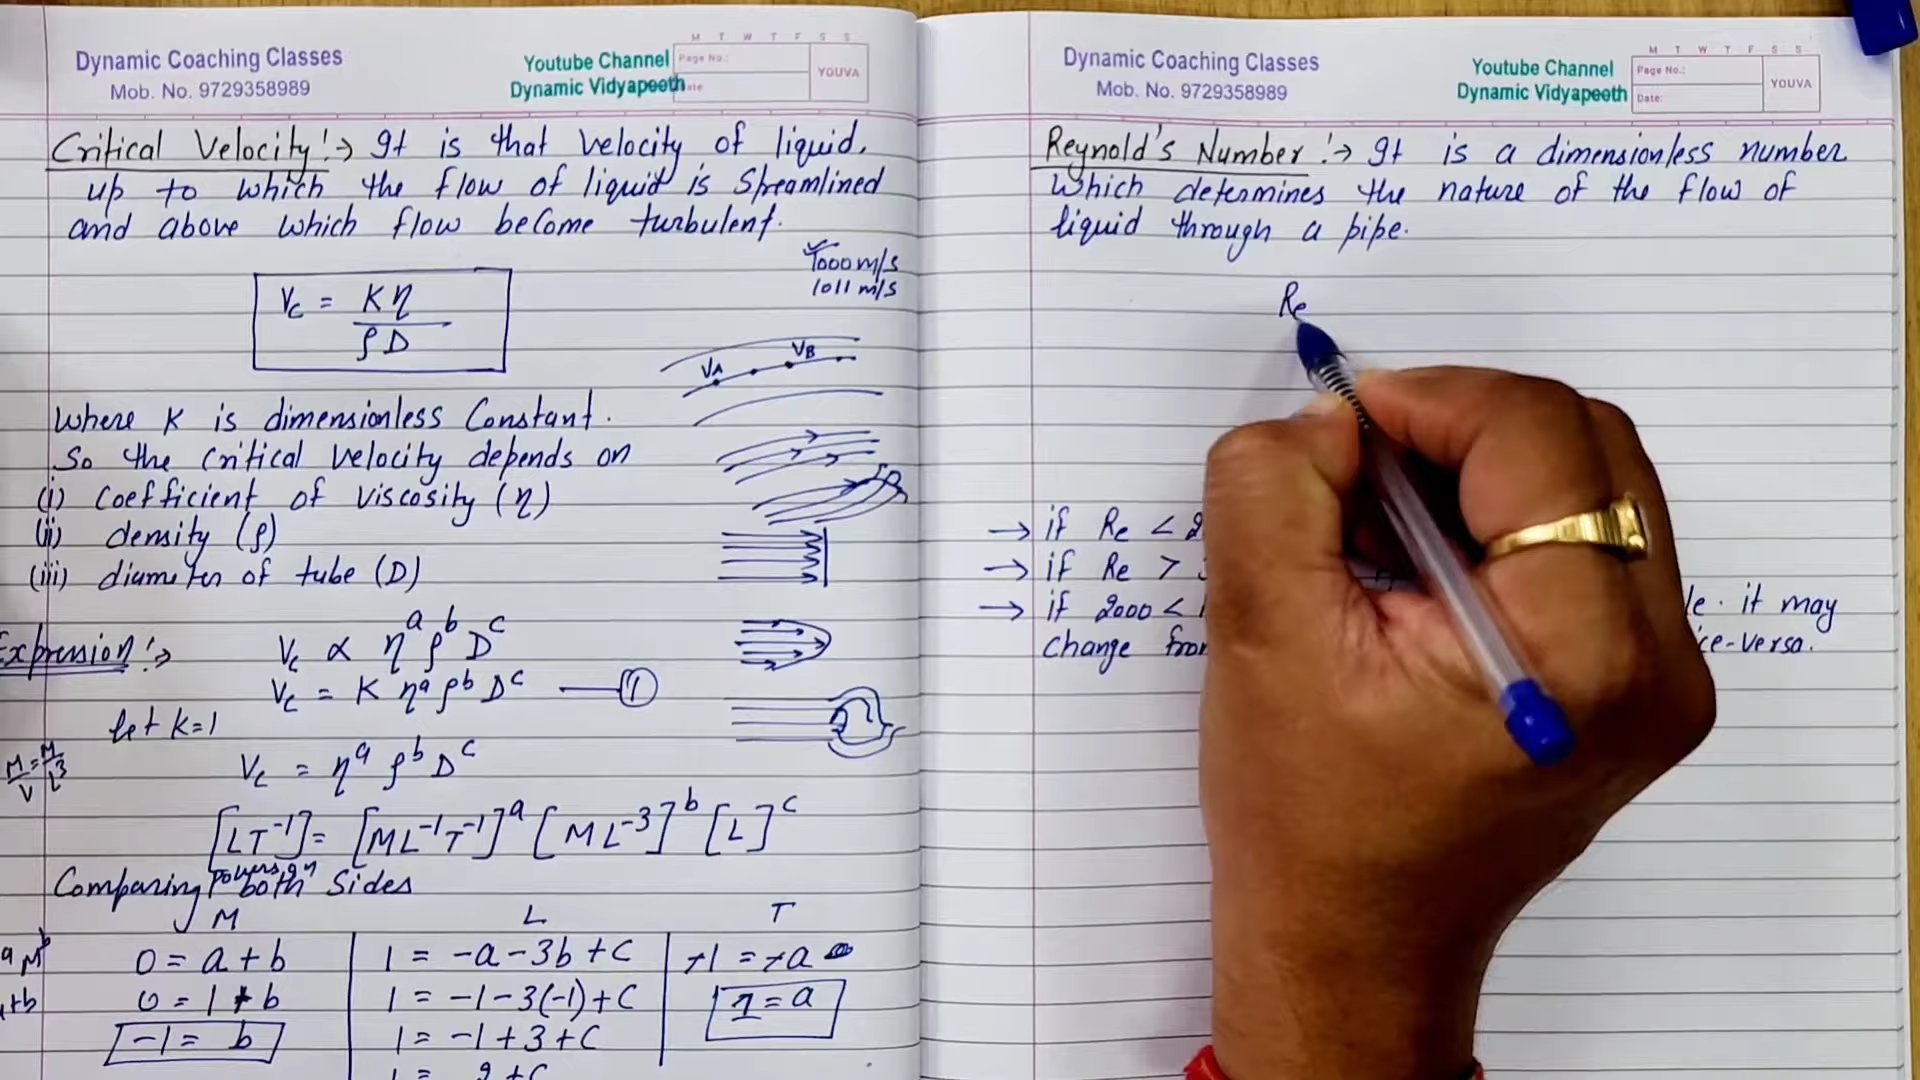 Dynamic Coaching Classes
Mob. No. 9729358989
Youtube Channel
Dynamic Vidyapeeth
M T W T F S S
Page No.:
YOUVA
Critical Velocity :→ It is that velocity of liquid,
up to which the flow of liquid is Streamlined
and above which flow become turbulent.
1000 m/s
1011 m/s
Vc = Kη
ρD
VA VB
Where K is dimensionless Constant.
So the Critical velocity depends on
(i) Coefficient of viscosity (η)
(ii) density (ρ)
(iii) diameter of tube (D)
Expression :→ Vc ∝ η^a ρ^b D^c
Vc = K η^a ρ^b D^c —— (1)
let k=1
M/V = M/L^3
Vc = η^a ρ^b D^c
[LT^-1] = [ML^-1T^-1]^a [ML^-3]^b [L]^c
Comparing powers on both Sides
M L T
0 = a+b
0 = 1+b
-1 = b
1 = -a-3b+c
1 = -1-3(-1)+c
1 = -1+3+c
1 = 2+c
-1 = -a
1 = a
Dynamic Coaching Classes
Mob. No. 9729358989
Youtube Channel
Dynamic Vidyapeeth
M T W T F S S
Page No.:
Date:
YOUVA
Reynold's Number :→ It is a dimensionless number
which determines the nature of the flow of
liquid through a pipe.
Re
→ if Re <
→ if Re >
→ if 2000 < it may
change vice-versa.